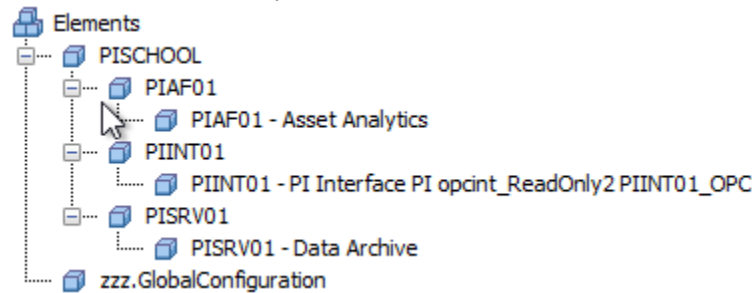 Elements
PISCHOOL
PIAF01
PIAF01 - Asset Analytics
PIINT01
PIINT01 - PI Interface PI opcint_ReadOnly2 PIINT01_OPC
PISRV01
PISRV01 - Data Archive
zzz.GlobalConfiguration